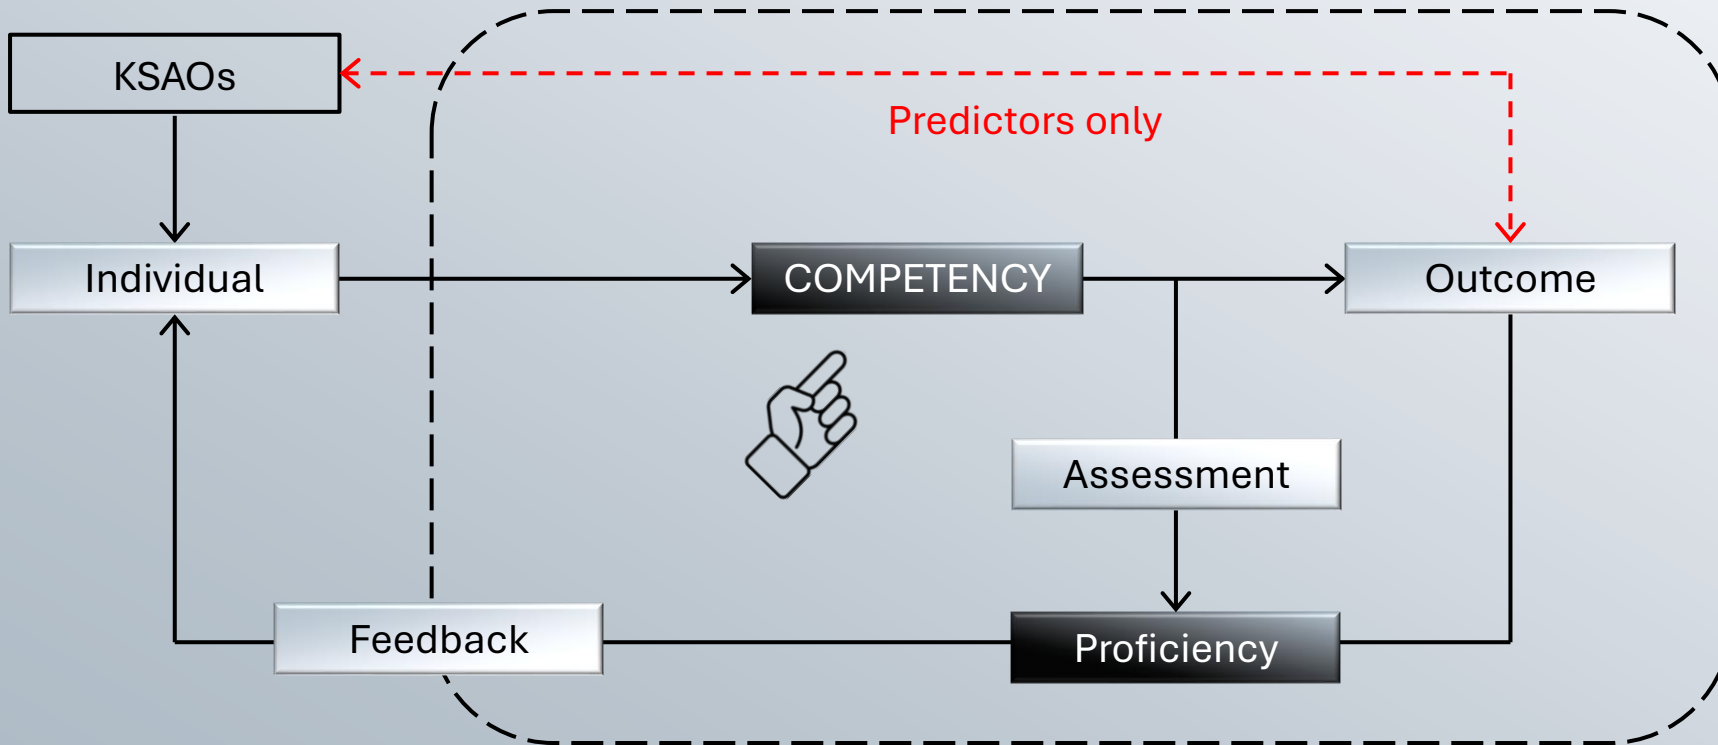 KSAOs
Predictors only
Individual
COMPETENCY
Outcome
Assessment
Feedback
Proficiency